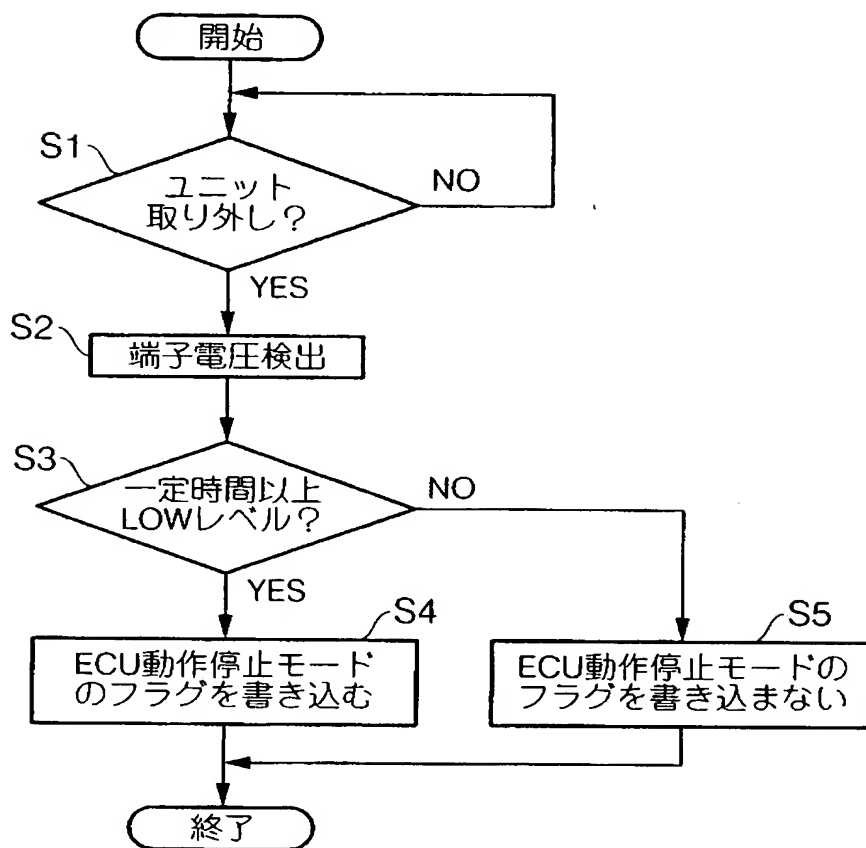 開始
S1
ユニット
取り外し?
NO
YES
S2
端子電圧検出
S3
一定時間以上
LOWレベル?
NO
YES
S4
ECU動作停止モード
のフラグを書き込む
S5
ECU動作停止モードの
フラグを書き込まない
終了